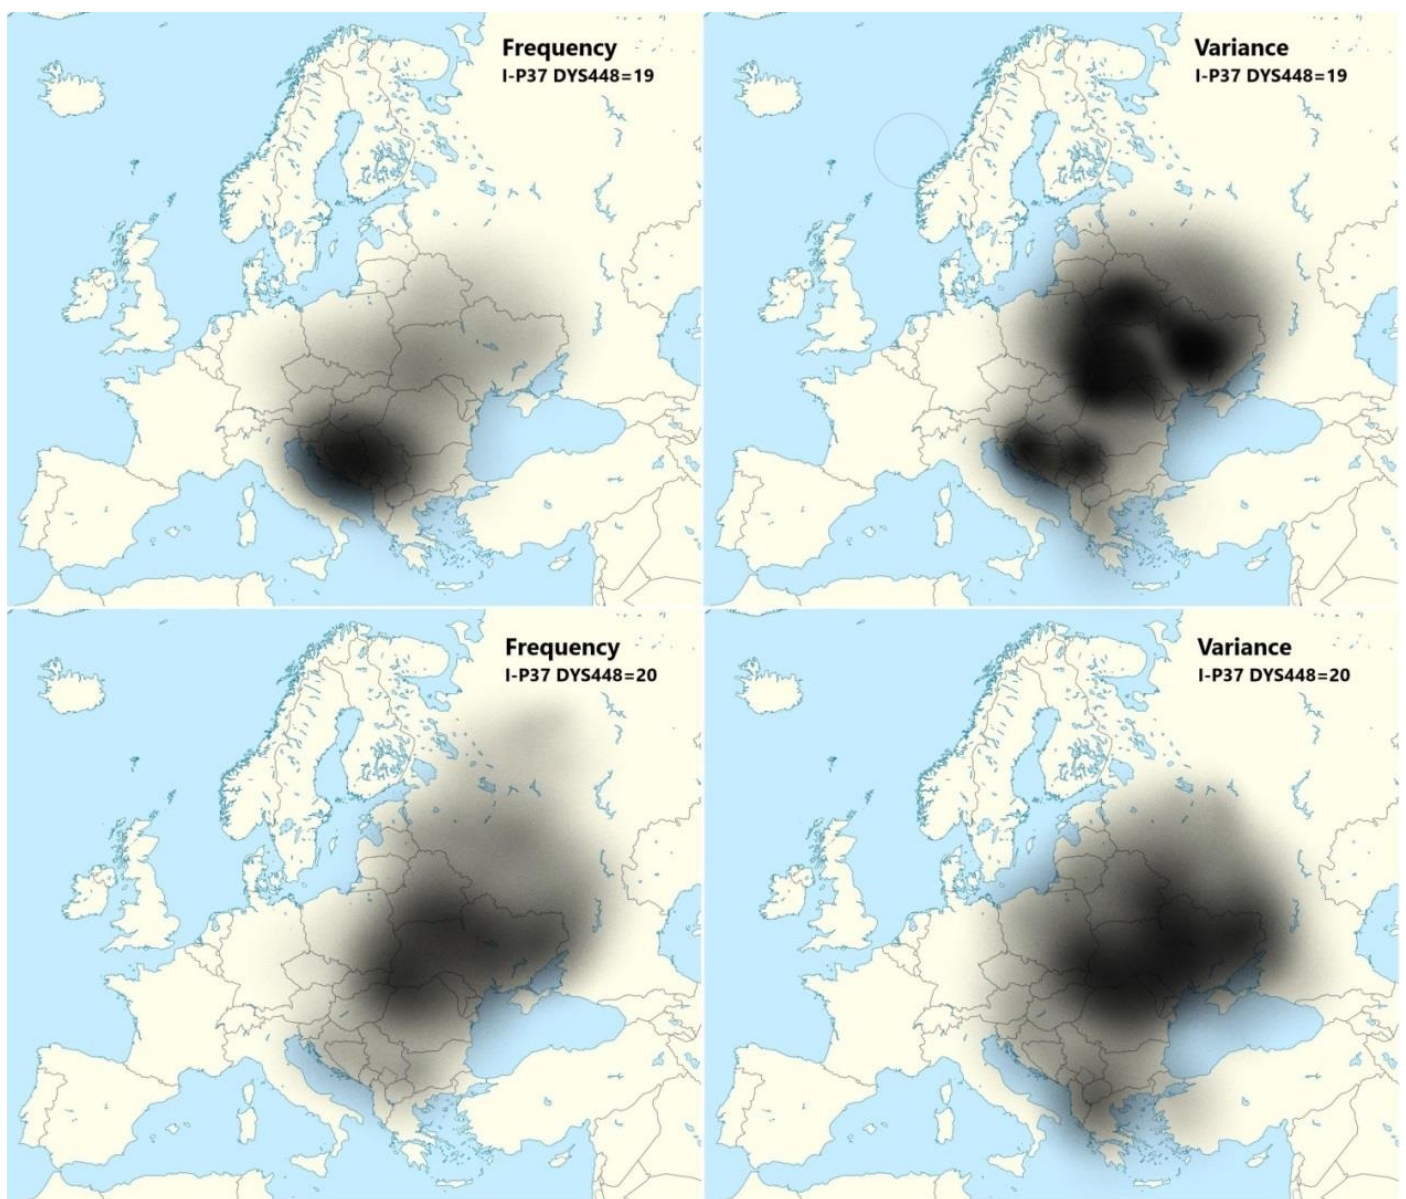 Frequency
I-P37 DYS448=19
Variance
I-P37 DYS448=19
Frequency
I-P37 DYS448=20
Variance
I-P37 DYS448=20